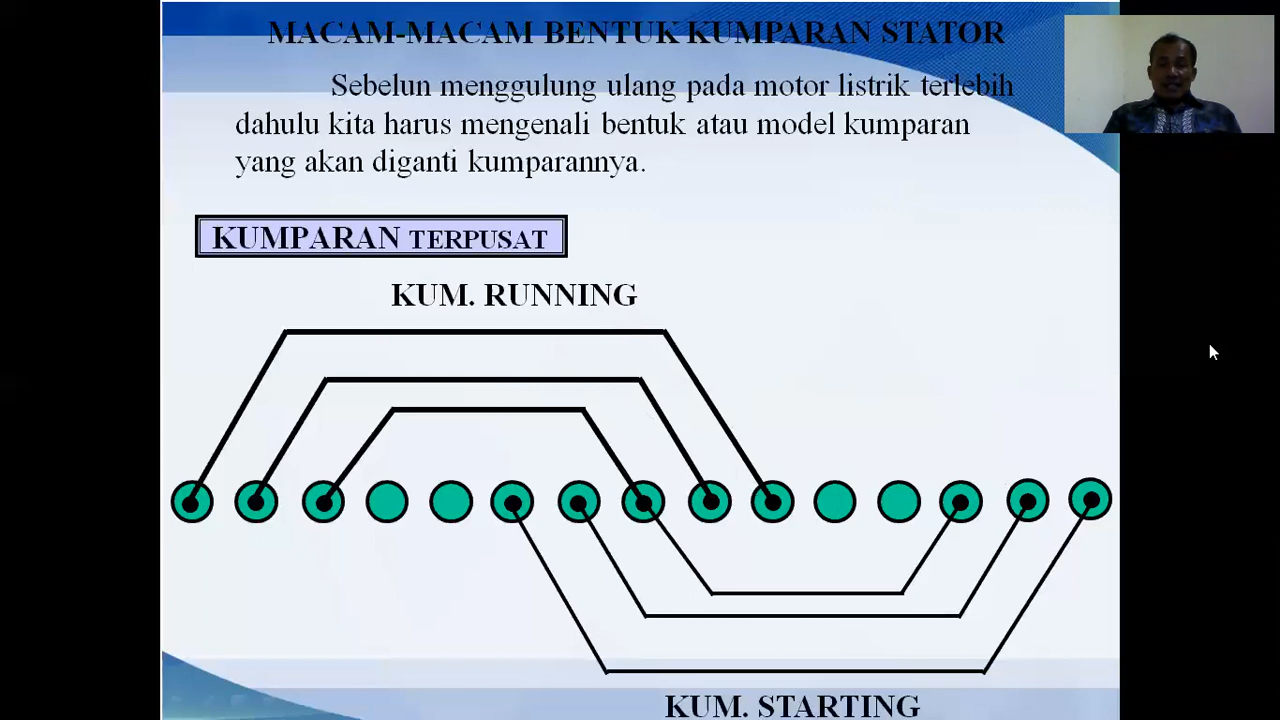 MACAM-MACAM BENTUK KUMPARAN STATOR
Sebelun menggulung ulang pada motor listrik terlebih
dahulu kita harus mengenali bentuk atau model kumparan
yang akan diganti kumparannya.
KUMPARAN TERPUSAT
KUM. RUNNING
KUM. STARTING